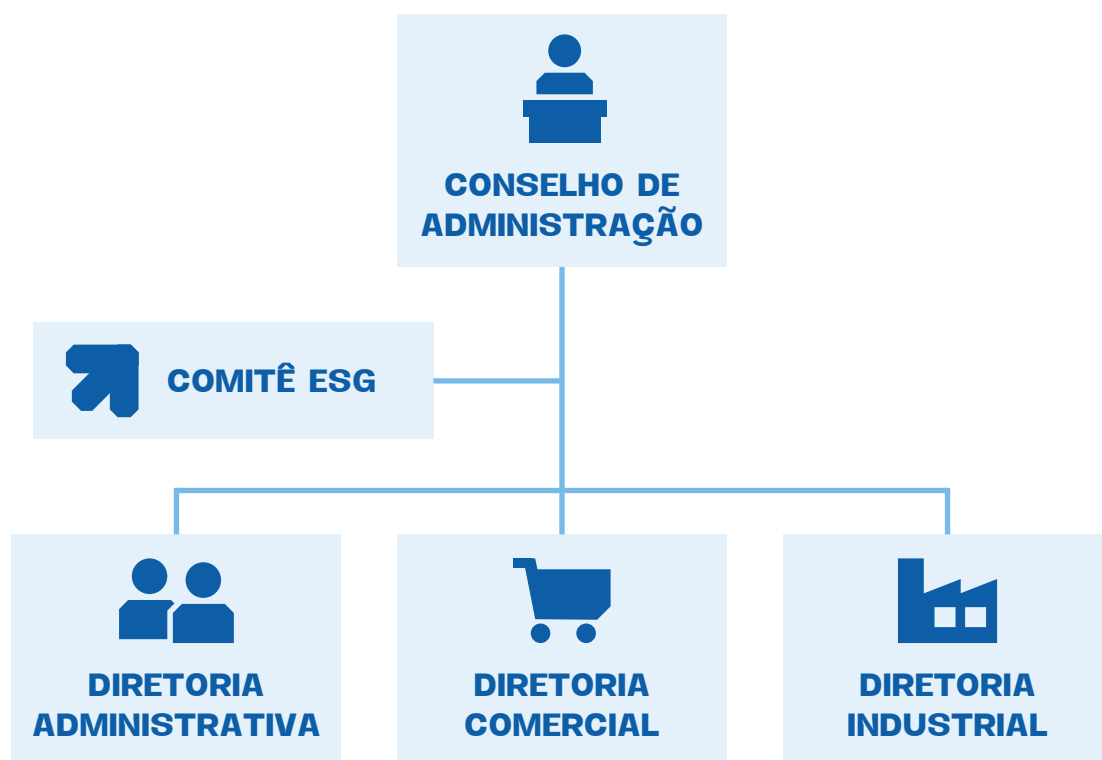 CONSELHO DE
ADMINISTRAÇÃO
COMITÊ ESG
DIRETORIA
ADMINISTRATIVA
DIRETORIA
COMERCIAL
DIRETORIA
INDUSTRIAL